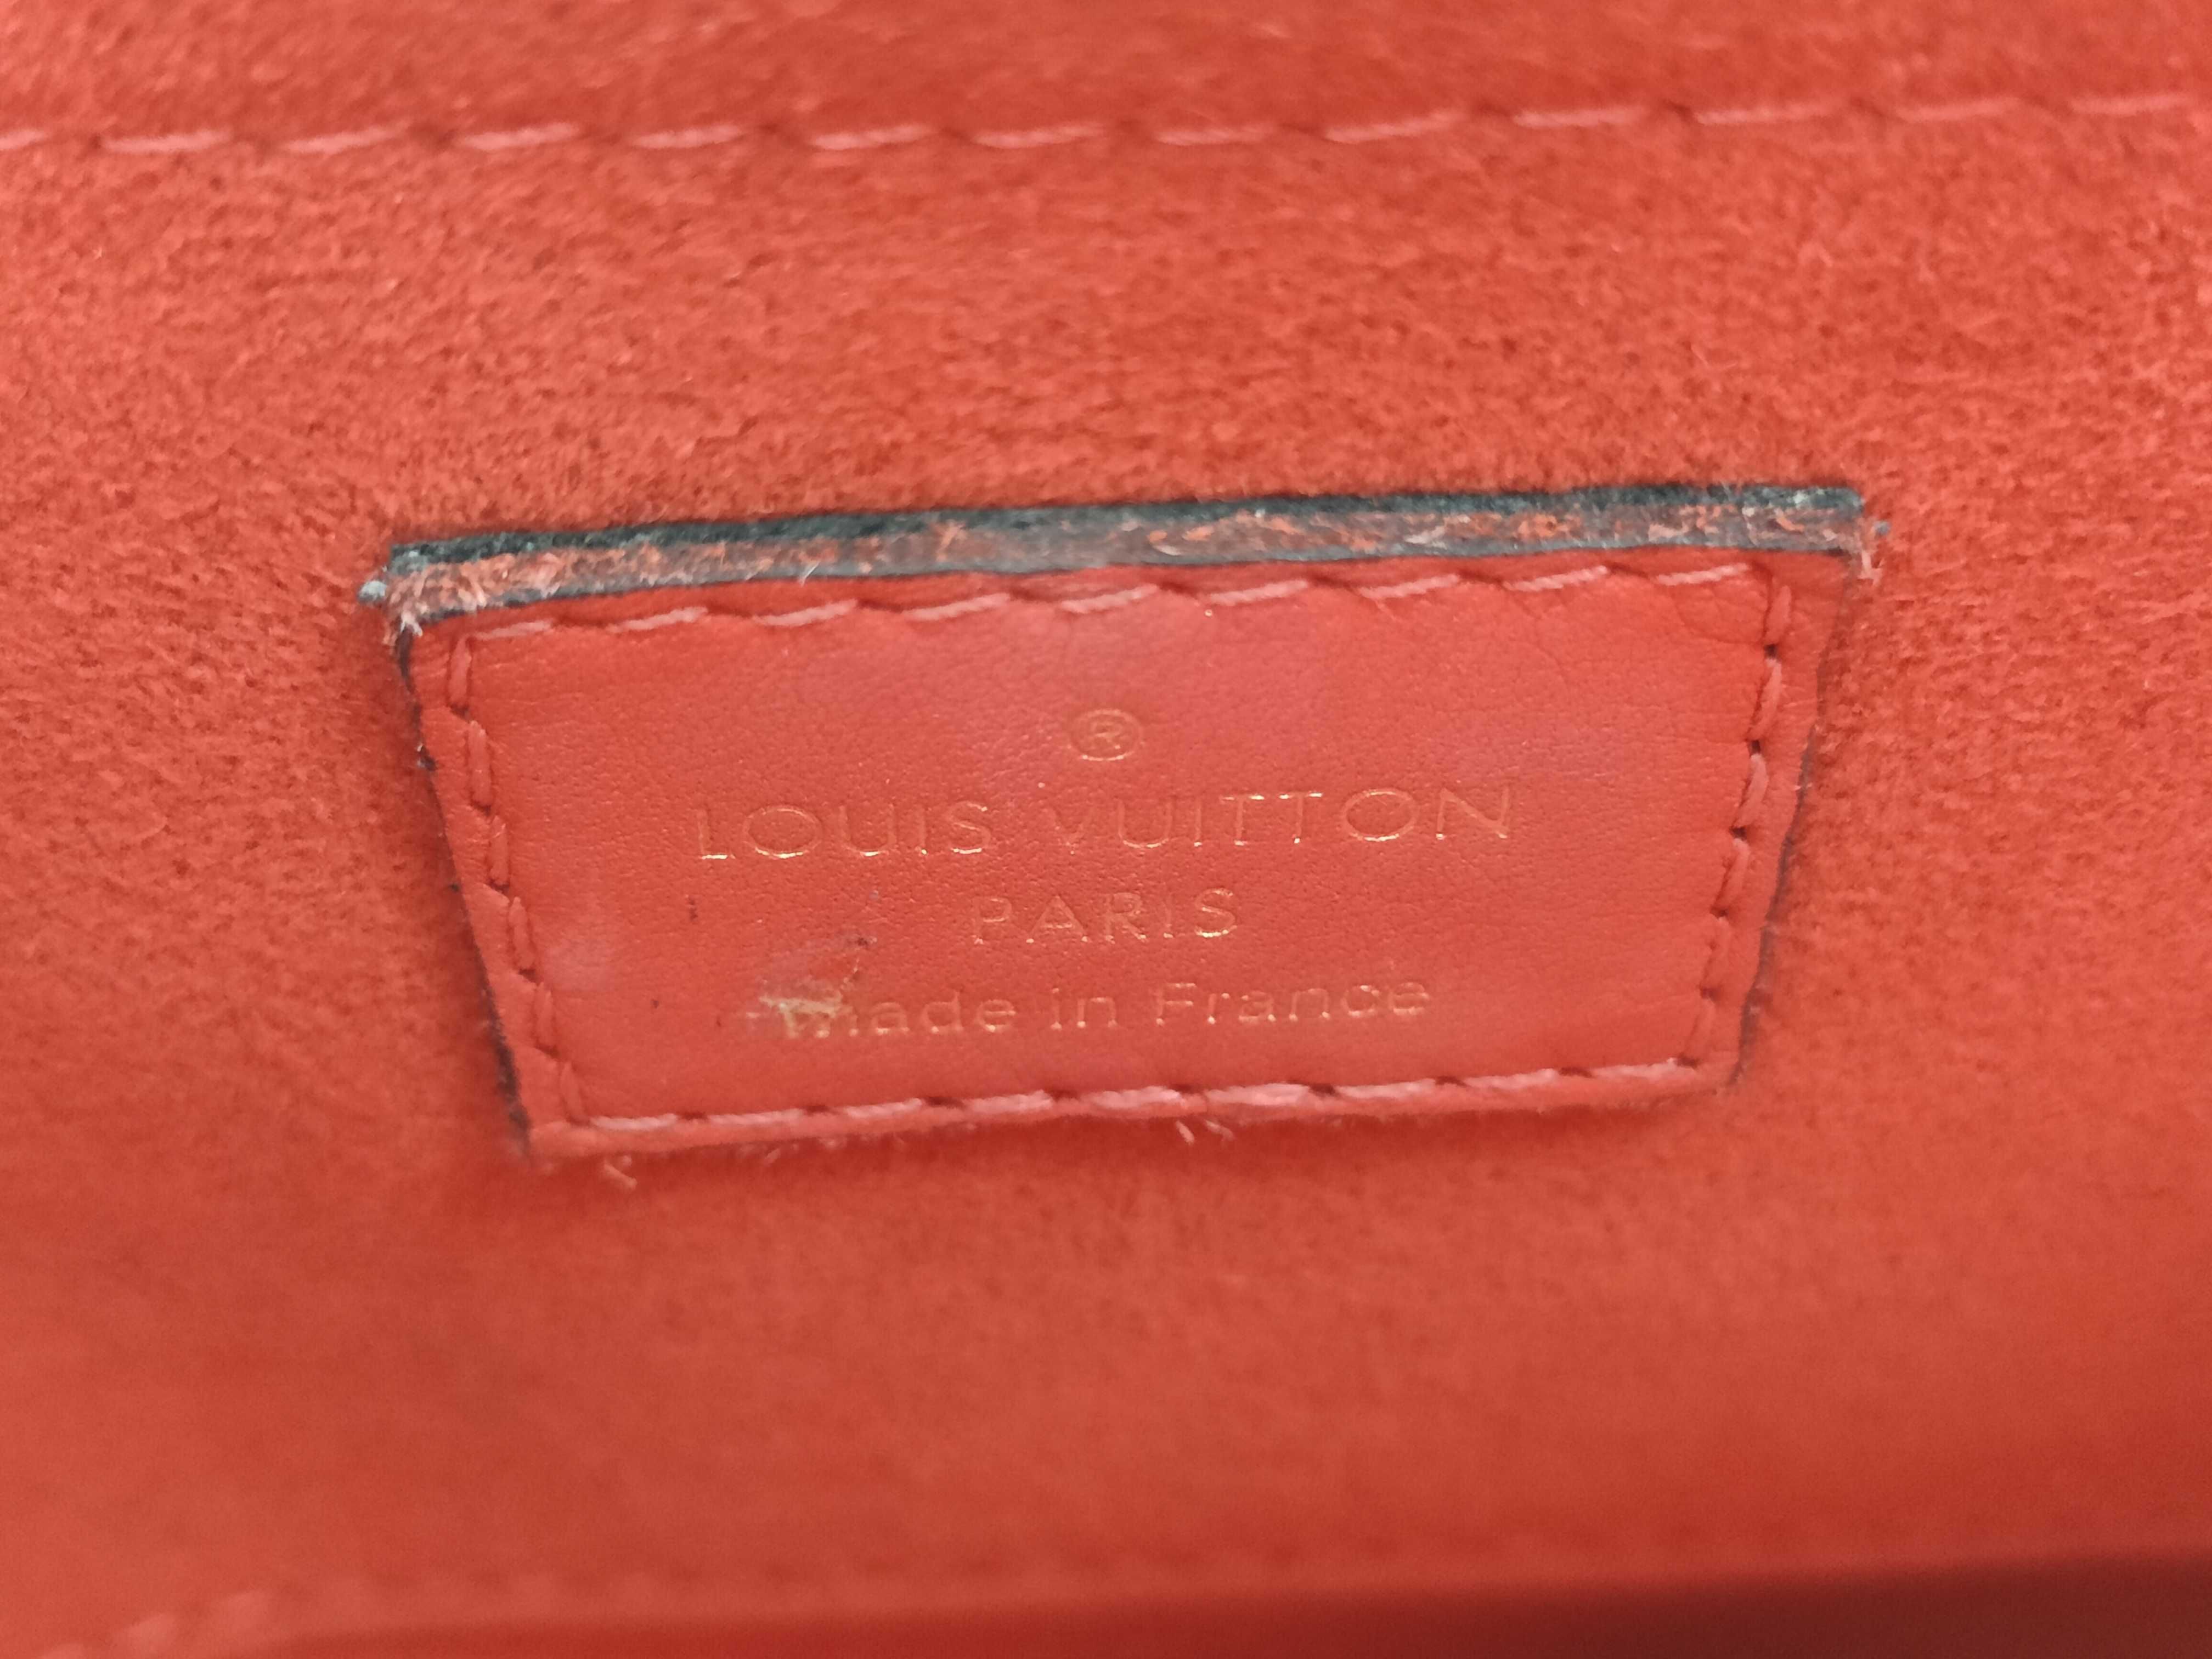 ®
LOUIS VUITTON
PARIS
made in France